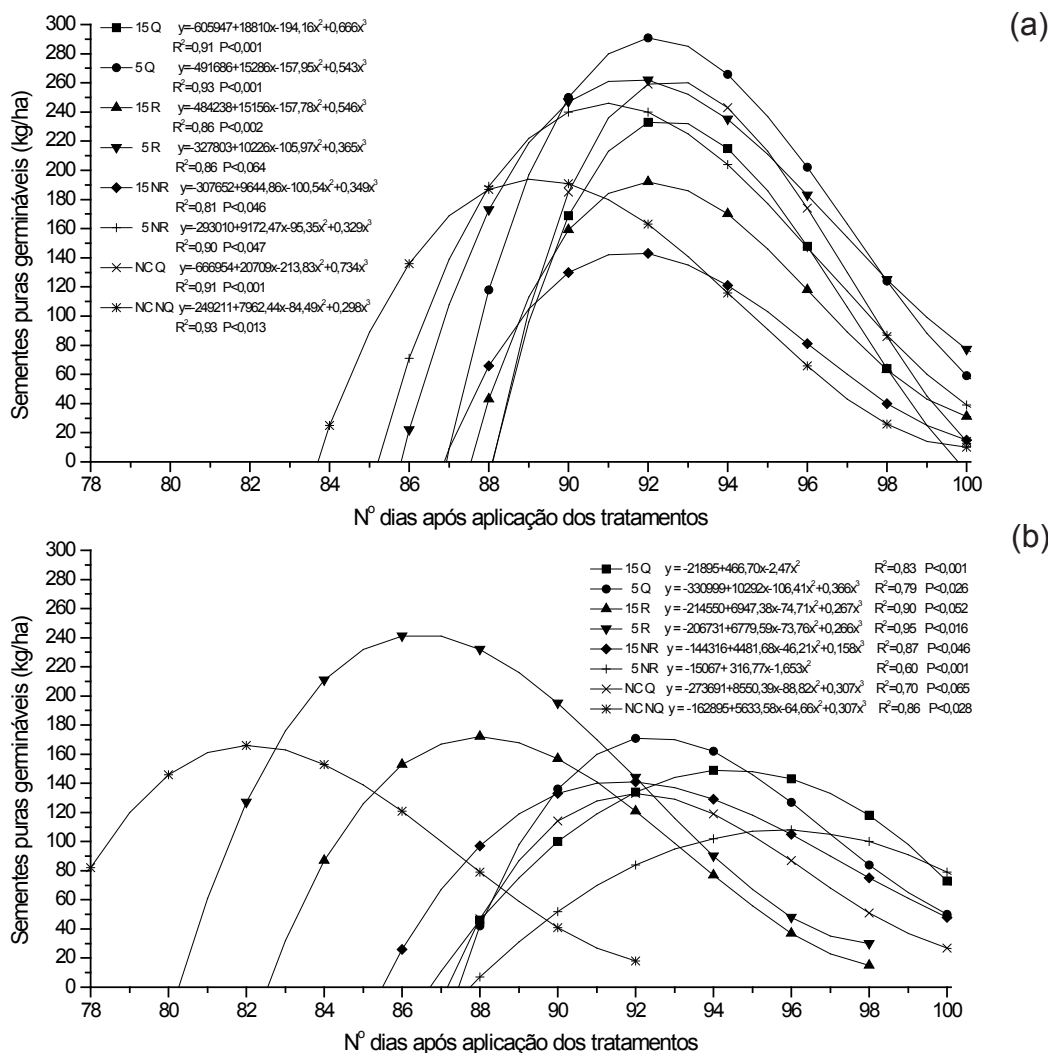 (a)
15 Q y=-605947+18810x-194,16x²+0,666x³
R²=0,91 P<0,001
5 Q y=-491686+15286x-157,95x²+0,543x³
R²=0,93 P<0,001
15 R y=-484238+15156x-157,78x²+0,546x³
R²=0,86 P<0,002
5 R y=-327803+10226x-105,97x²+0,365x³
R²=0,86 P<0,064
15 NR y=-307652+9644,86x-100,54x²+0,349x³
R²=0,81 P<0,046
5 NR y=-293010+9172,47x-95,35x²+0,329x³
R²=0,90 P<0,047
NC Q y=-666954+20709x-213,83x²+0,734x³
R²=0,91 P<0,001
NC NQ y=-249211+7962,44x-84,49x²+0,298x³
R²=0,93 P<0,013
Sementes puras germináveis (kg/ha)
300
280
260
240
220
200
180
160
140
120
100
80
60
40
20
0
78 80 82 84 86 88 90 92 94 96 98 100
Nº dias após aplicação dos tratamentos
(b)
15 Q y = -21895+466,70x-2,47x² R²=0,83 P<0,001
5 Q y = -330999+10292x-106,41x²+0,366x³ R²=0,79 P<0,026
15 R y = -214550+6947,38x-74,71x²+0,267x³ R²=0,90 P<0,052
5 R y = -206731+6779,59x-73,76x²+0,266x³ R²=0,95 P<0,016
15 NR y = -144316+4481,68x-46,21x²+0,158x³ R²=0,87 P<0,046
5 NR y = -15067+ 316,77x-1,653x² R²=0,60 P<0,001
NC Q y = -273691+8550,39x-88,82x²+0,307x³ R²=0,70 P<0,065
NC NQ y = -162895+5633,58x-64,66x²+0,307x³ R²=0,86 P<0,028
Sementes puras germináveis (kg/ha)
300
280
260
240
220
200
180
160
140
120
100
80
60
40
20
0
78 80 82 84 86 88 90 92 94 96 98 100
Nº dias após aplicação dos tratamentos